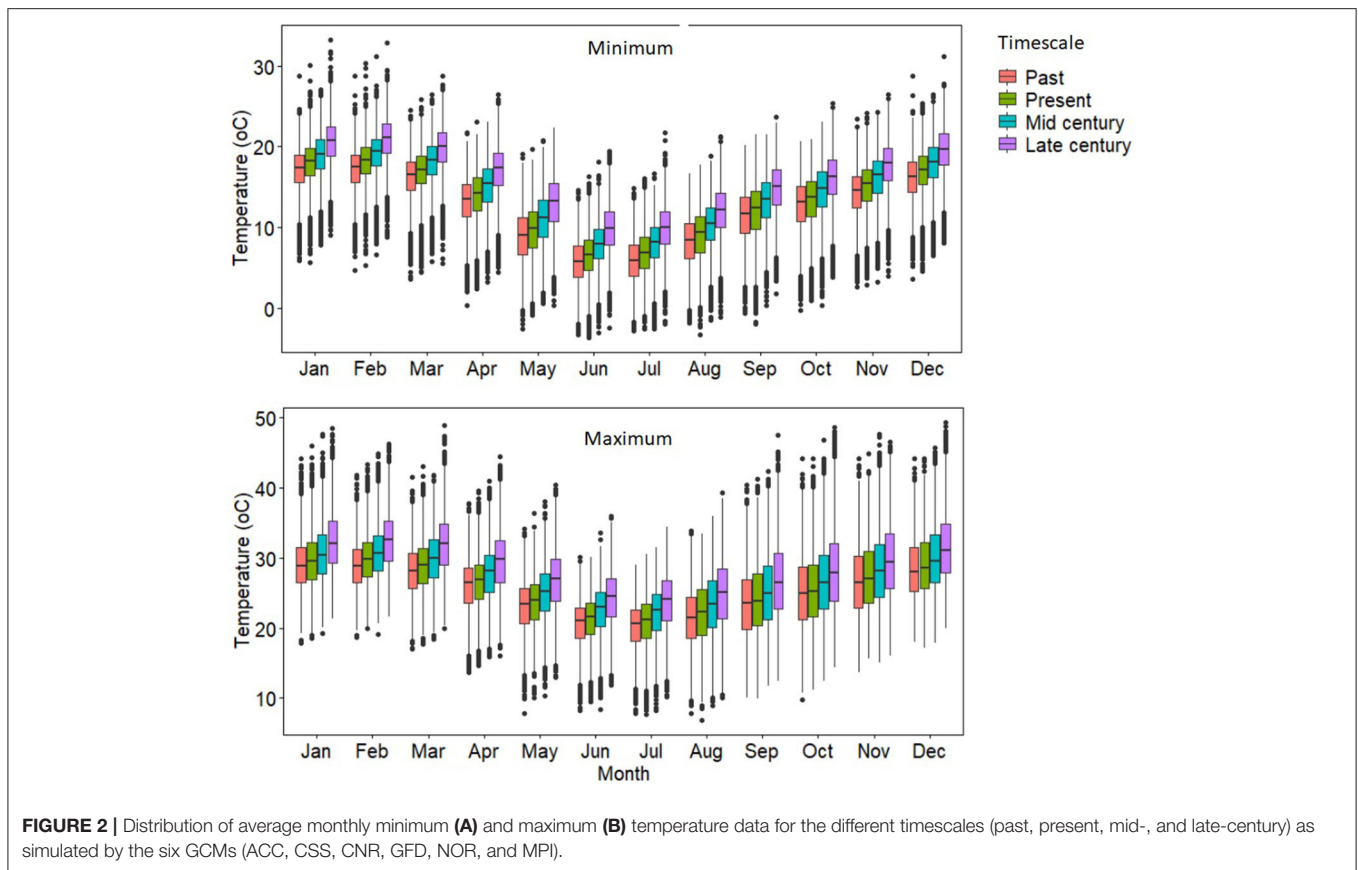 Minimum
Timescale
Past
Present
Mid century
Late century
Temperature (oC)
30
20
10
0
Jan Feb Mar Apr May Jun Jul Aug Sep Oct Nov Dec
Maximum
Temperature (oC)
50
40
30
20
10
Jan Feb Mar Apr May Jun Jul Aug Sep Oct Nov Dec
Month
FIGURE 2 | Distribution of average monthly minimum (A) and maximum (B) temperature data for the different timescales (past, present, mid-, and late-century) as
simulated by the six GCMs (ACC, CSS, CNR, GFD, NOR, and MPI).